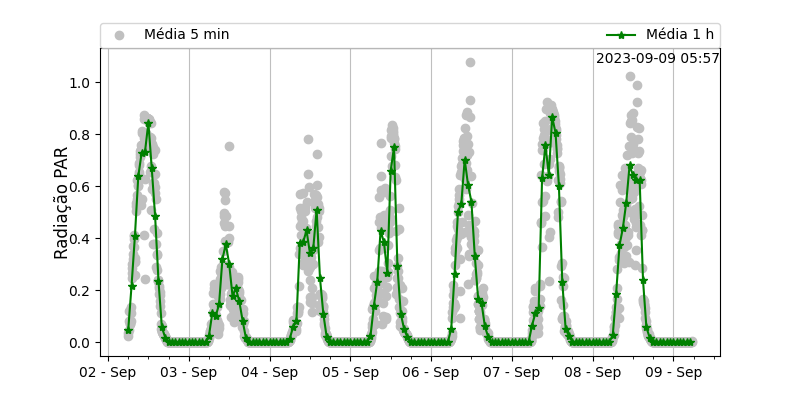 Média 5 min
Média 1 h
2023-09-09 05:57
Radiação PAR
1.0
0.8
0.6
0.4
0.2
0.0
02 - Sep 03 - Sep 04 - Sep 05 - Sep 06 - Sep 07 - Sep 08 - Sep 09 - Sep